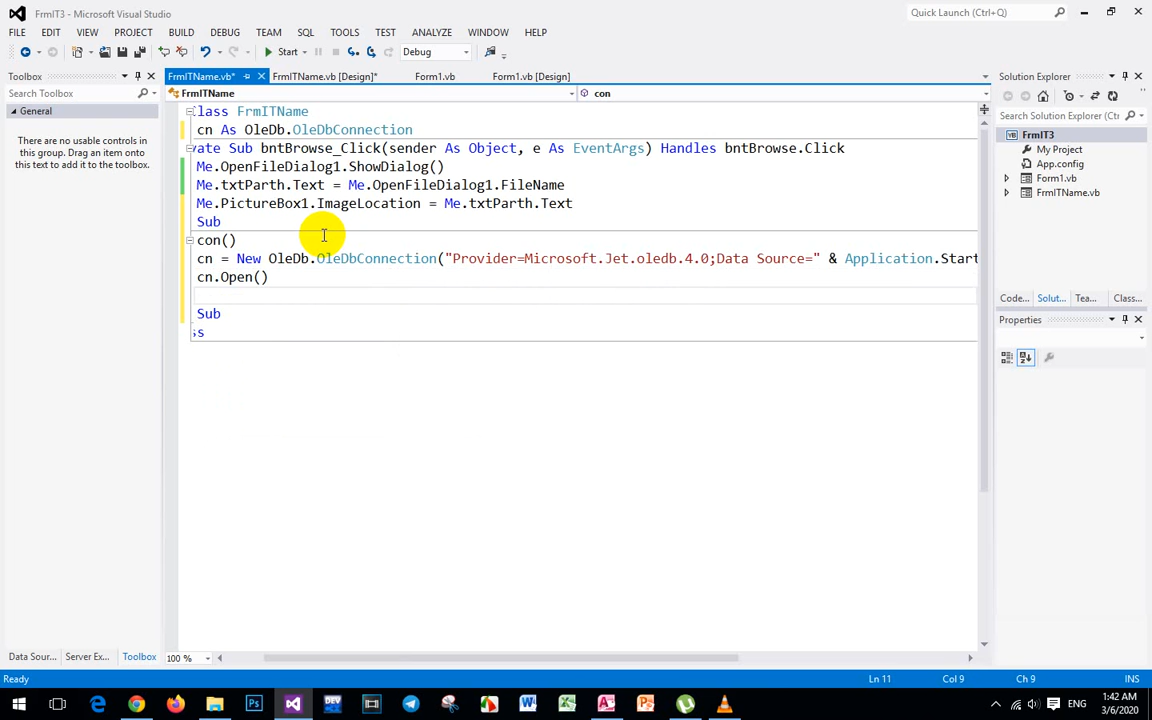 FrmIT3 - Microsoft Visual Studio
Quick Launch (Ctrl+Q)
FILE EDIT VIEW PROJECT BUILD DEBUG TEAM SQL TOOLS TEST ANALYZE WINDOW HELP
Start Debug
Toolbox
Search Toolbox
General
There are no usable controls in
this group. Drag an item onto
this text to add it to the toolbox.
FrmITName.vb* FrmITName.vb [Design]* Form1.vb Form1.vb [Design]
FrmITName con
lass FrmITName
cn As OleDb.OleDbConnection
vate Sub bntBrowse_Click(sender As Object, e As EventArgs) Handles bntBrowse.Click
Me.OpenFileDialog1.ShowDialog()
Me.txtParth.Text = Me.OpenFileDialog1.FileName
Me.PictureBox1.ImageLocation = Me.txtParth.Text
Sub
con()
cn = New OleDb.OleDbConnection("Provider=Microsoft.Jet.oledb.4.0;Data Source=" & Application.Start
cn.Open()
Sub
ss
100 %
Solution Explorer
Search Solution Explorer
FrmIT3
My Project
App.config
Form1.vb
FrmITName.vb
Code... Solut... Tea... Class...
Properties
Data Sour... Server Ex... Toolbox
Ready Ln 11 Col 9 Ch 9 INS
ENG
1:42 AM
3/6/2020